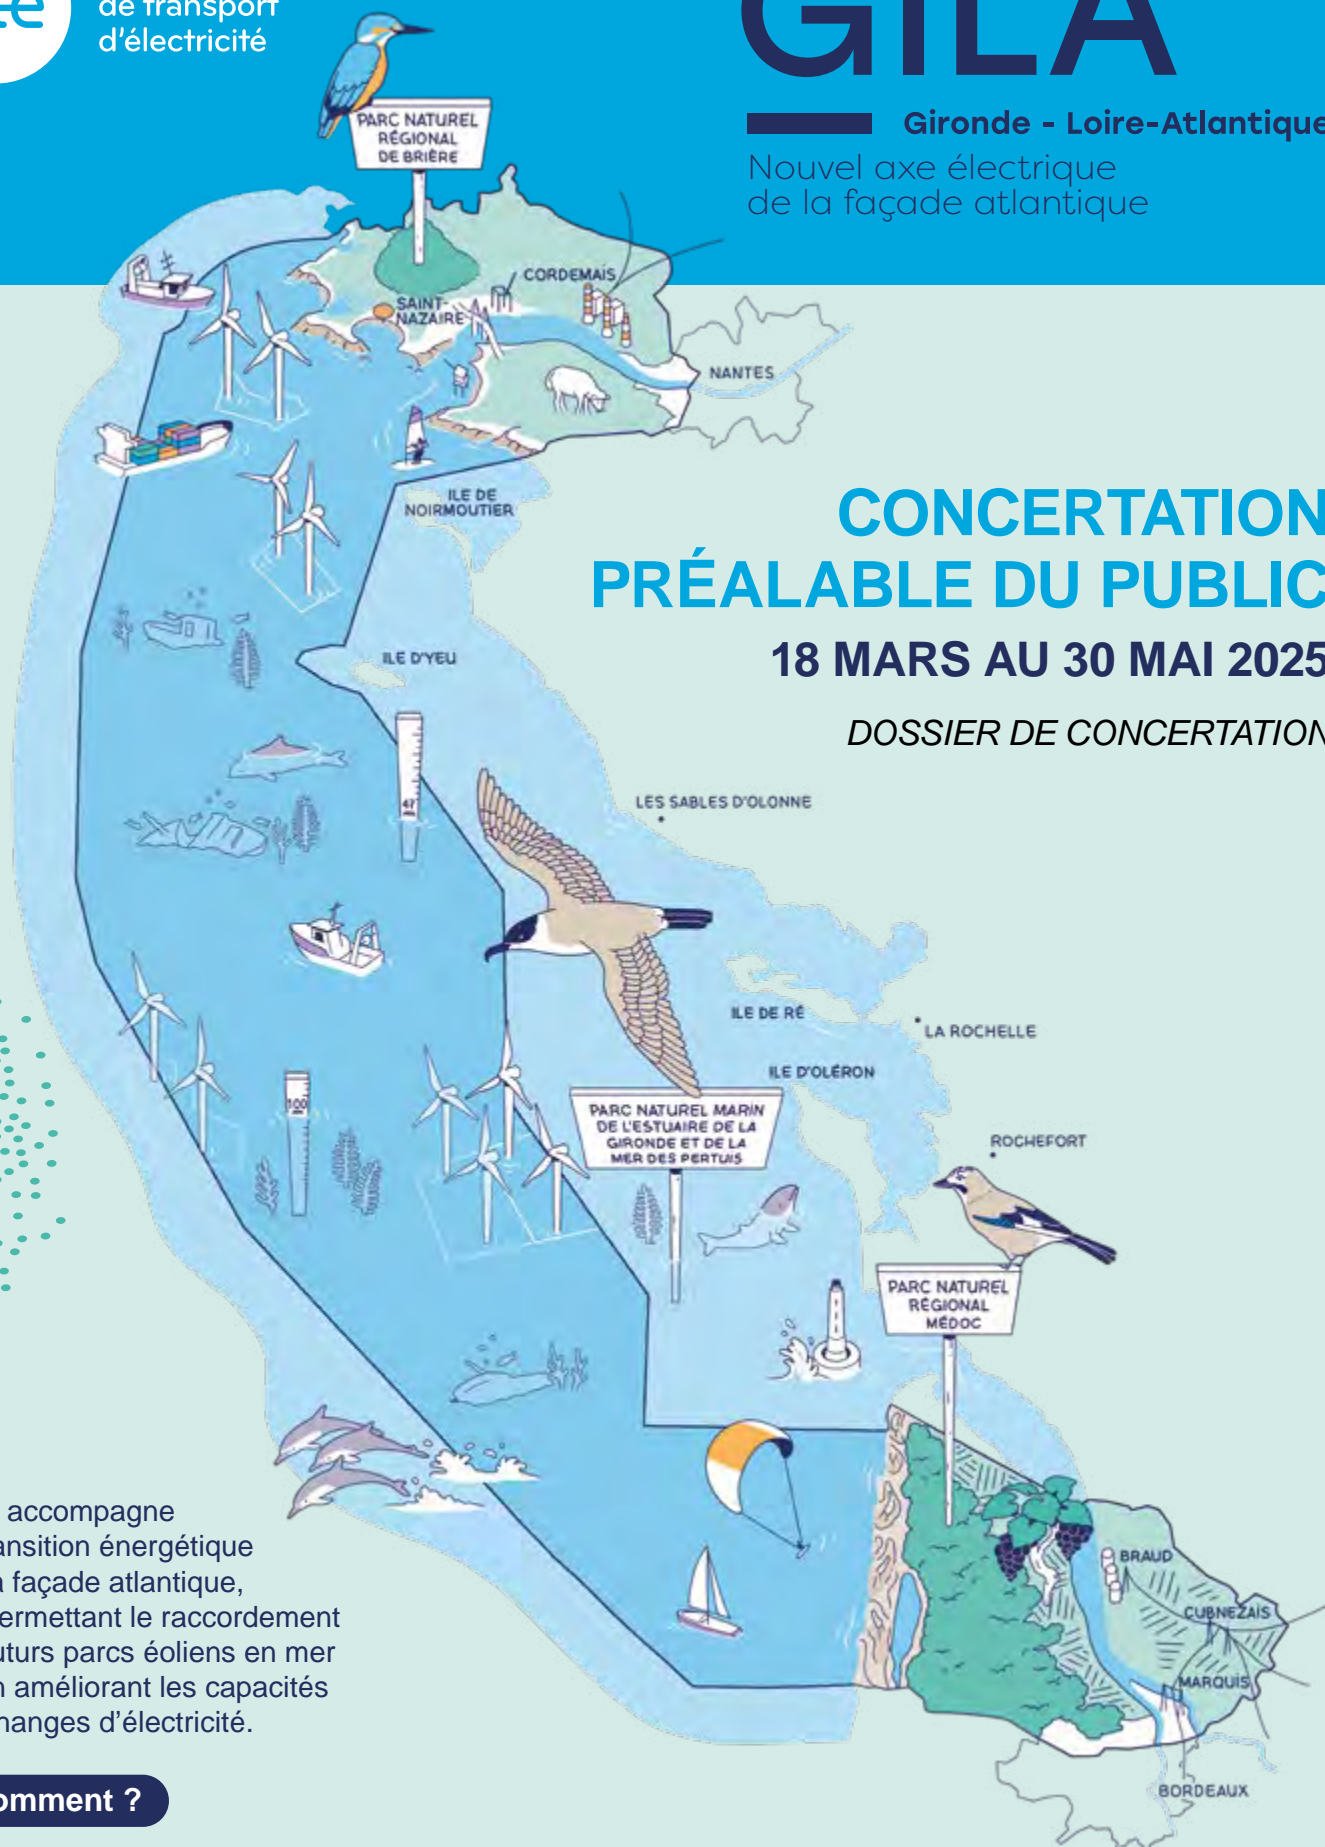 de transport
d'électricité
GILA
Gironde - Loire-Atlantique
Nouvel axe électrique
de la façade atlantique
PARC NATUREL
RÉGIONAL
DE BRIÈRE
CORDEMAIS
SAINT-
NAZAIRE
NANTES
ILE DE
NOIRMOUTIER
CONCERTATION
PRÉALABLE DU PUBLIC
18 MARS AU 30 MAI 2025
DOSSIER DE CONCERTATION
ILE D'YEU
47
LES SABLES D'OLONNE
ILE DE RÉ
LA ROCHELLE
ILE D'OLÉRON
100
PARC NATUREL MARIN
DE L'ESTUAIRE DE LA
GIRONDE ET DE LA
MER DES PERTUIS
ROCHEFORT
PARC NATUREL
RÉGIONAL
MÉDOC
BRAUD
CUBNEZAIS
MARQUIS
BORDEAUX
accompagne
ansition énergétique
a façade atlantique,
ermettant le raccordement
uturs parcs éoliens en mer
n améliorant les capacités
hanges d'électricité.
omment ?